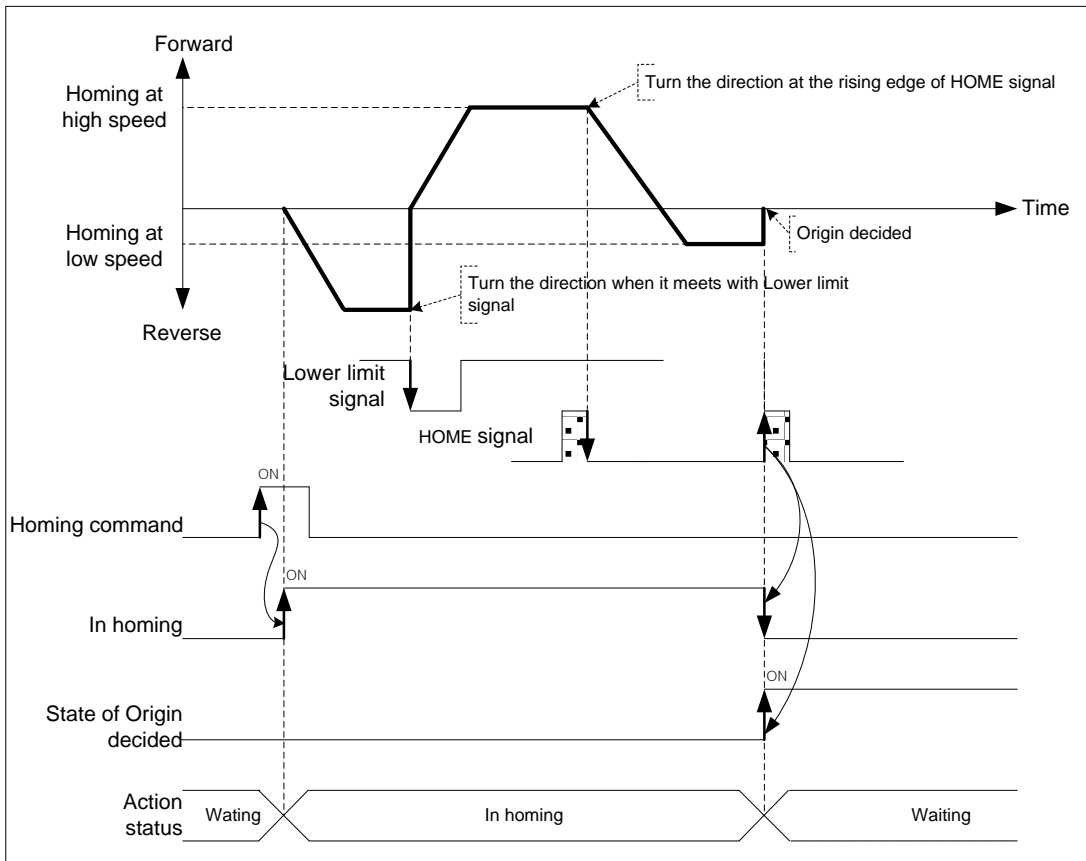 Forward
Homing at
high speed
Turn the direction at the rising edge of HOME signal
Time
Homing at
low speed
Origin decided
Turn the direction when it meets with Lower limit
signal
Reverse
Lower limit
signal
HOME signal
ON
Homing command
ON
In homing
ON
State of Origin
decided
Action
status
Wating
In homing
Waiting